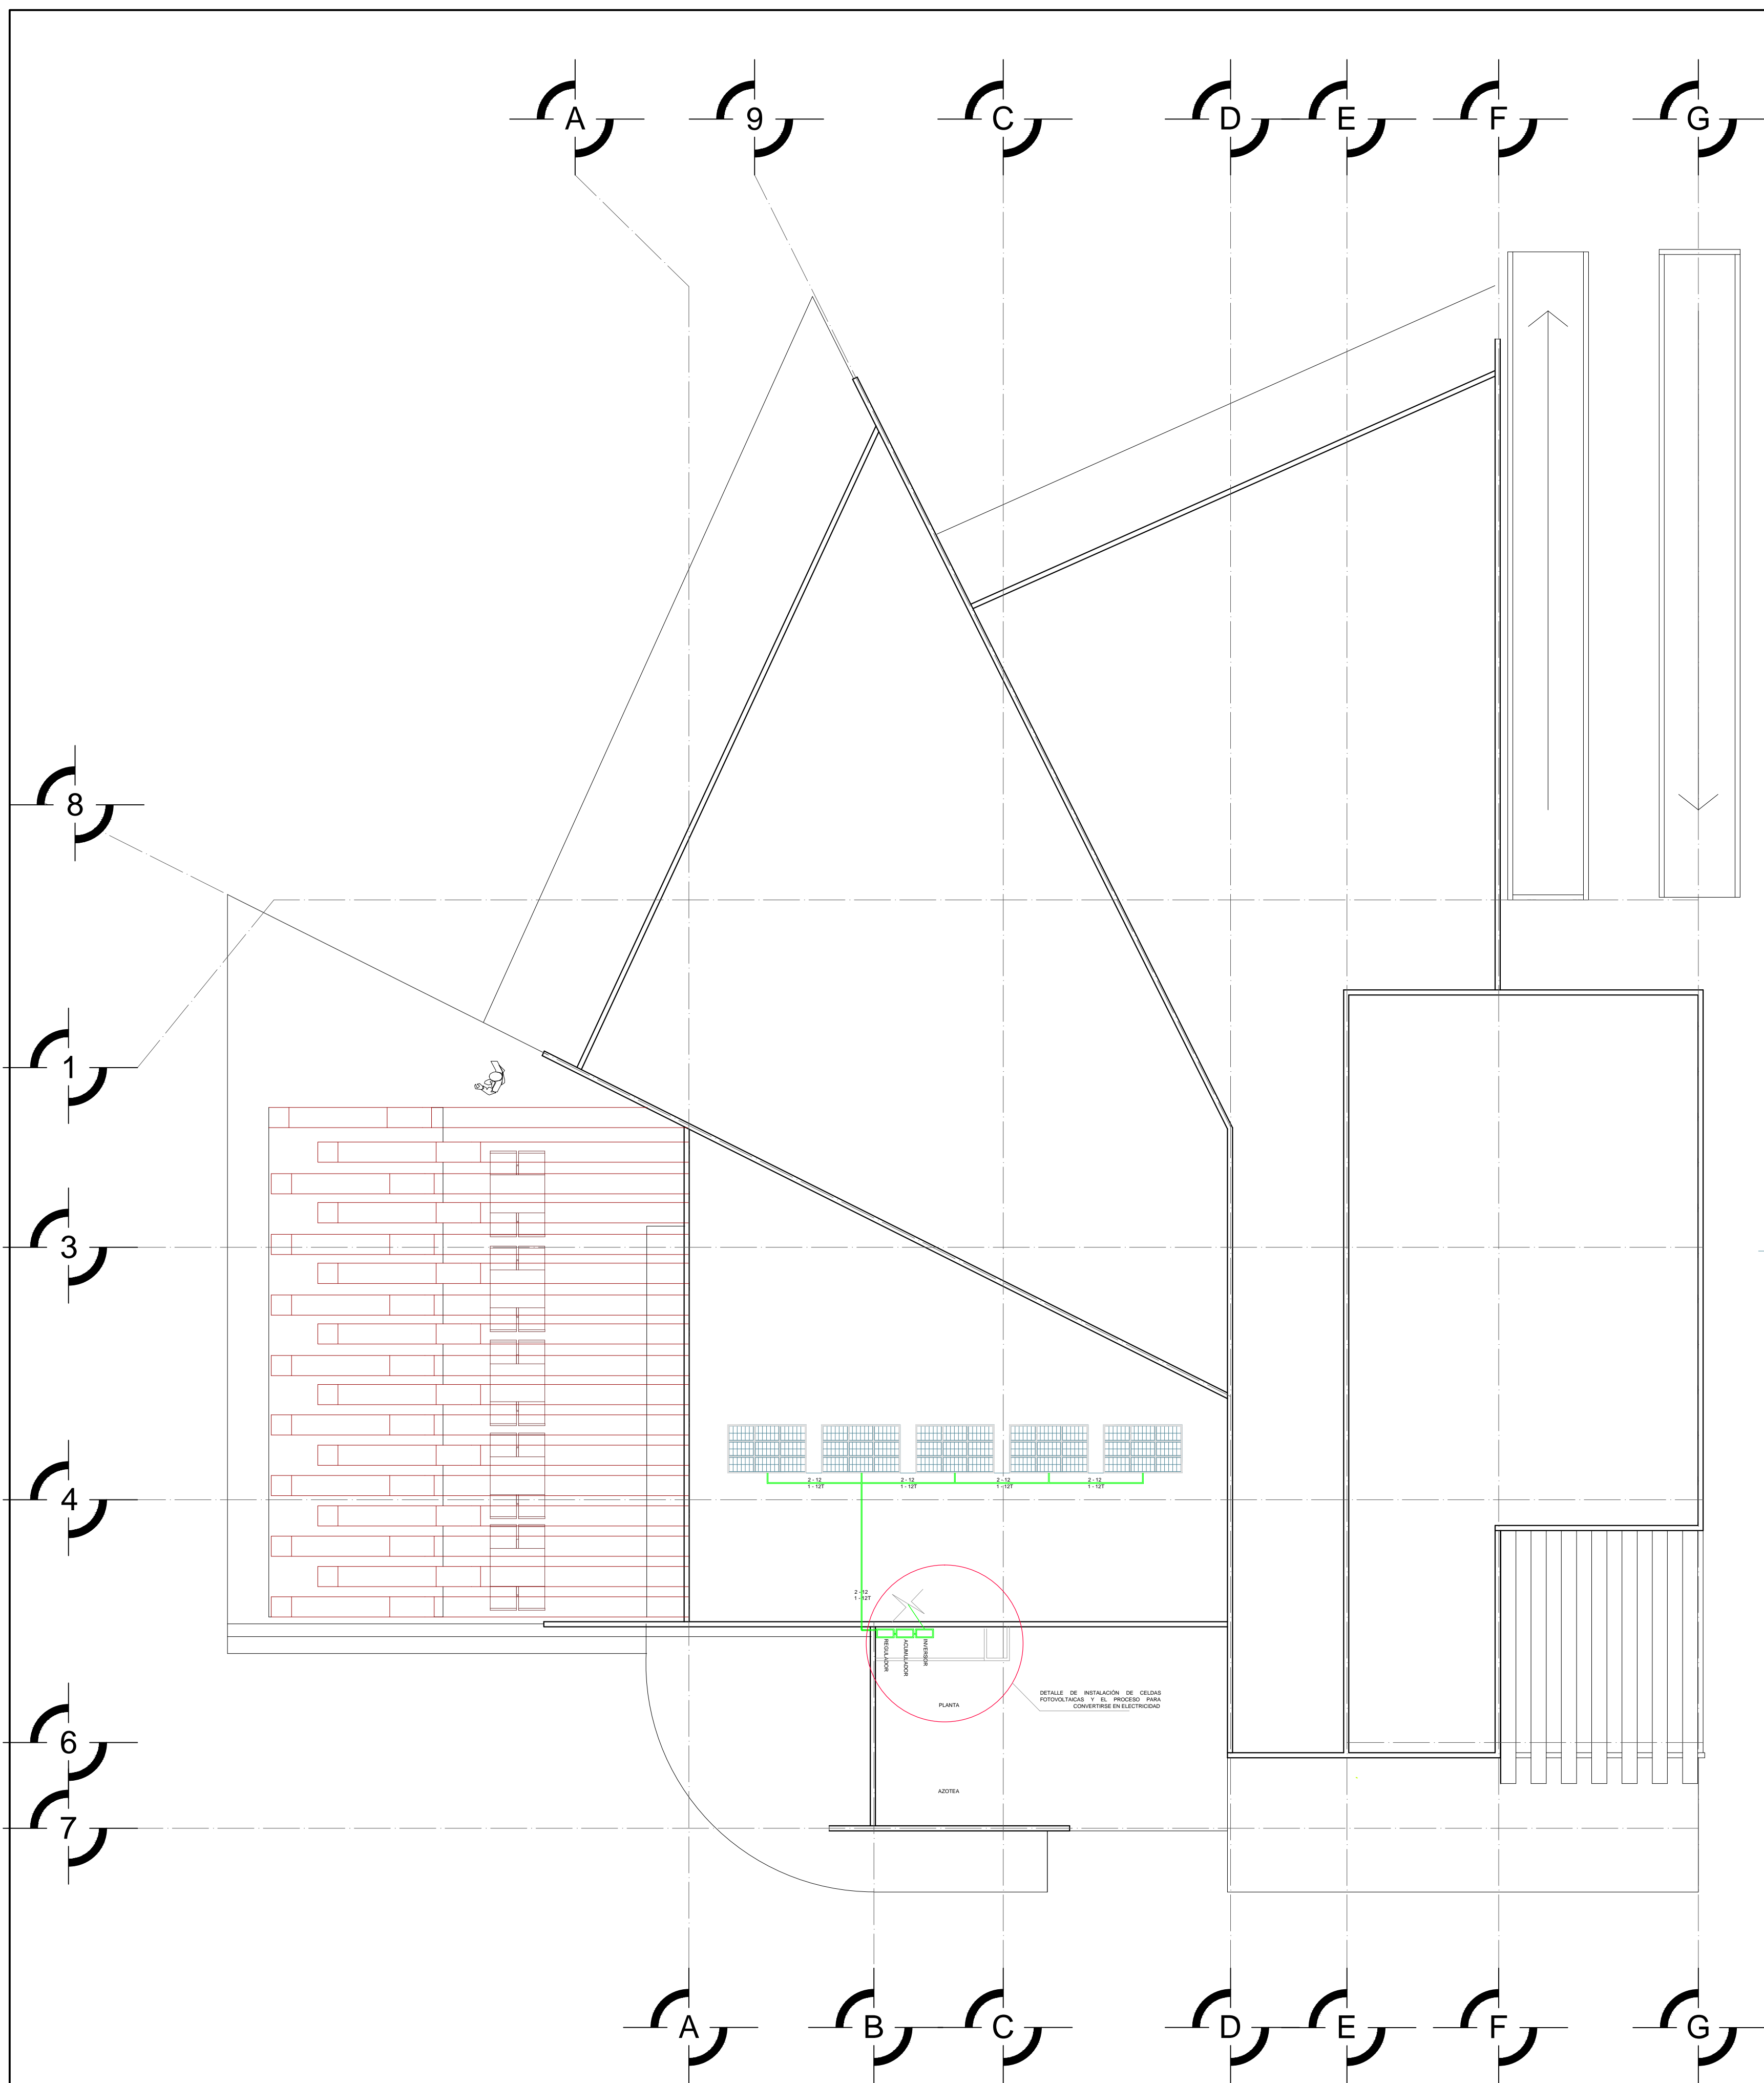 A 9 C D E F G
8
1
3
2 - 12 2 - 12 2 - 12 2 - 12
1 - 12T 1 - 12T 1 - 12T 1 - 12T
4
2 - 12
1 - 12T
REGULADOR
ACUMULADOR
INVERSOR
DETALLE DE INSTALACIÓN DE CELDAS
FOTOVOLTAICAS Y EL PROCESO PARA
CONVERTIRSE EN ELECTRICIDAD
PLANTA
6
AZOTEA
7
A B C D E F G